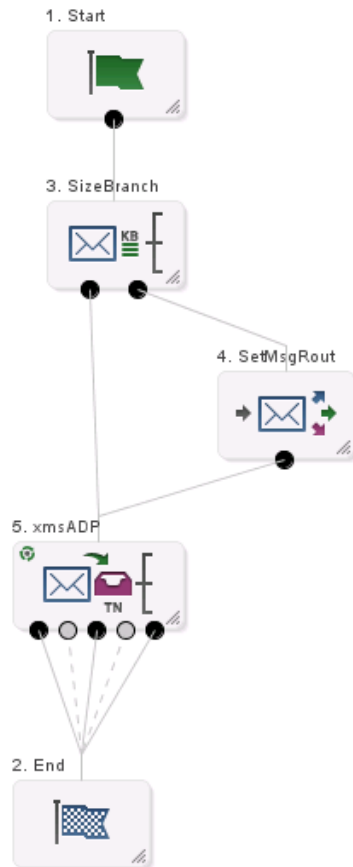 1. Start
3. SizeBranch
KB
4. SetMsgRout
5. xmsADP
TN
2. End